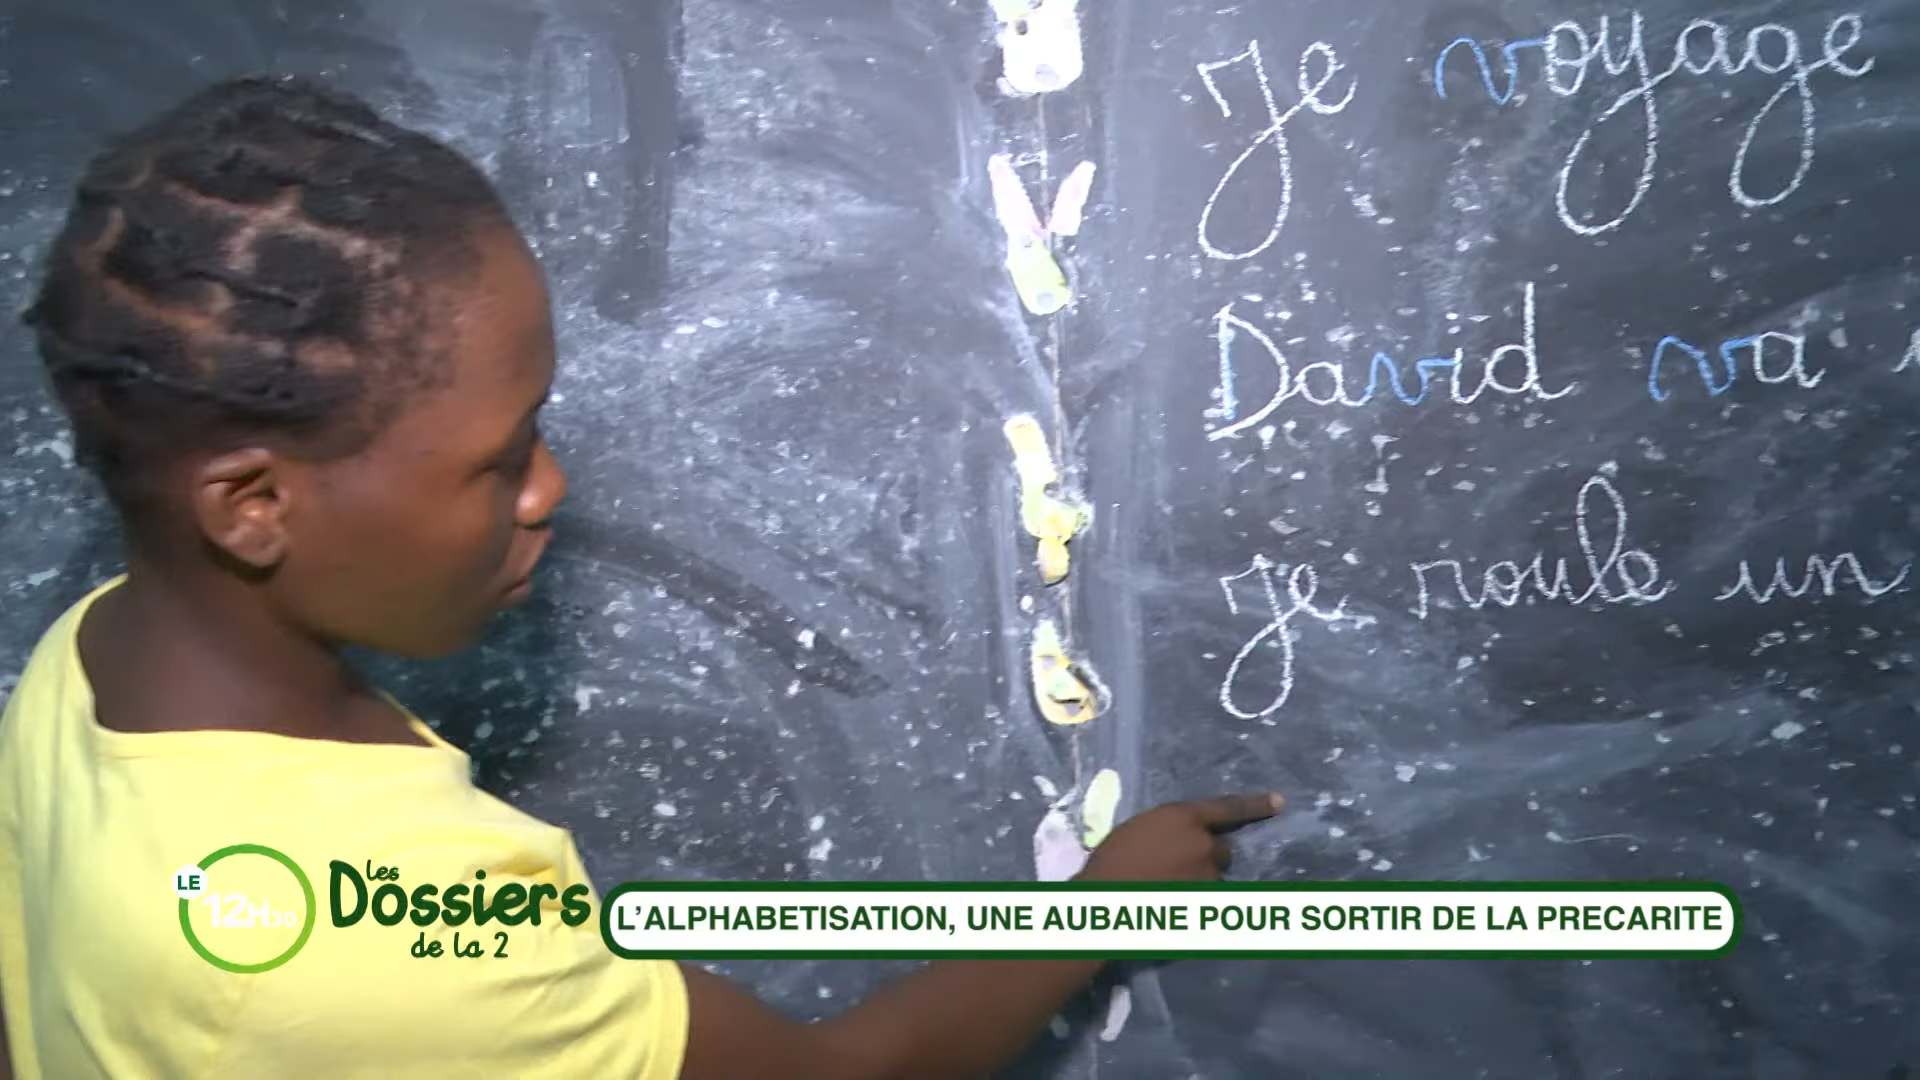 Je voyage
David va
Je roule un
LE
12H30
Les
Dossiers
de la 2
L'ALPHABETISATION, UNE AUBAINE POUR SORTIR DE LA PRECARITE